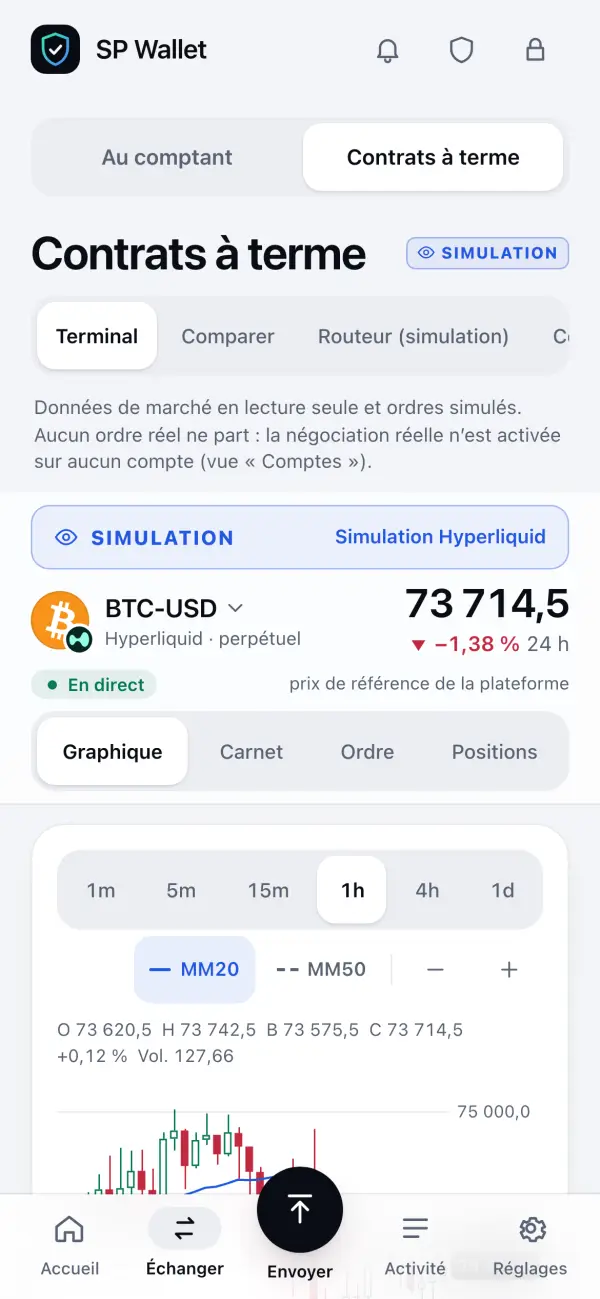 SP Wallet
Au comptant
Contrats à terme
Contrats à terme
SIMULATION
Terminal
Comparer
Routeur (simulation)
Données de marché en lecture seule et ordres simulés.
Aucun ordre réel ne part : la négociation réelle n’est activée
sur aucun compte (vue « Comptes »).
SIMULATION
Simulation Hyperliquid
BTC-USD
73 714,5
Hyperliquid · perpétuel
▼ −1,38 % 24 h
En direct
prix de référence de la plateforme
Graphique
Carnet
Ordre
Positions
1m
5m
15m
1h
4h
1d
MM20
MM50
− +
O 73 620,5 H 73 742,5 B 73 575,5 C 73 714,5
+0,12 % Vol. 127,66
75 000,0
Accueil
Échanger
Envoyer
Activité
Réglages